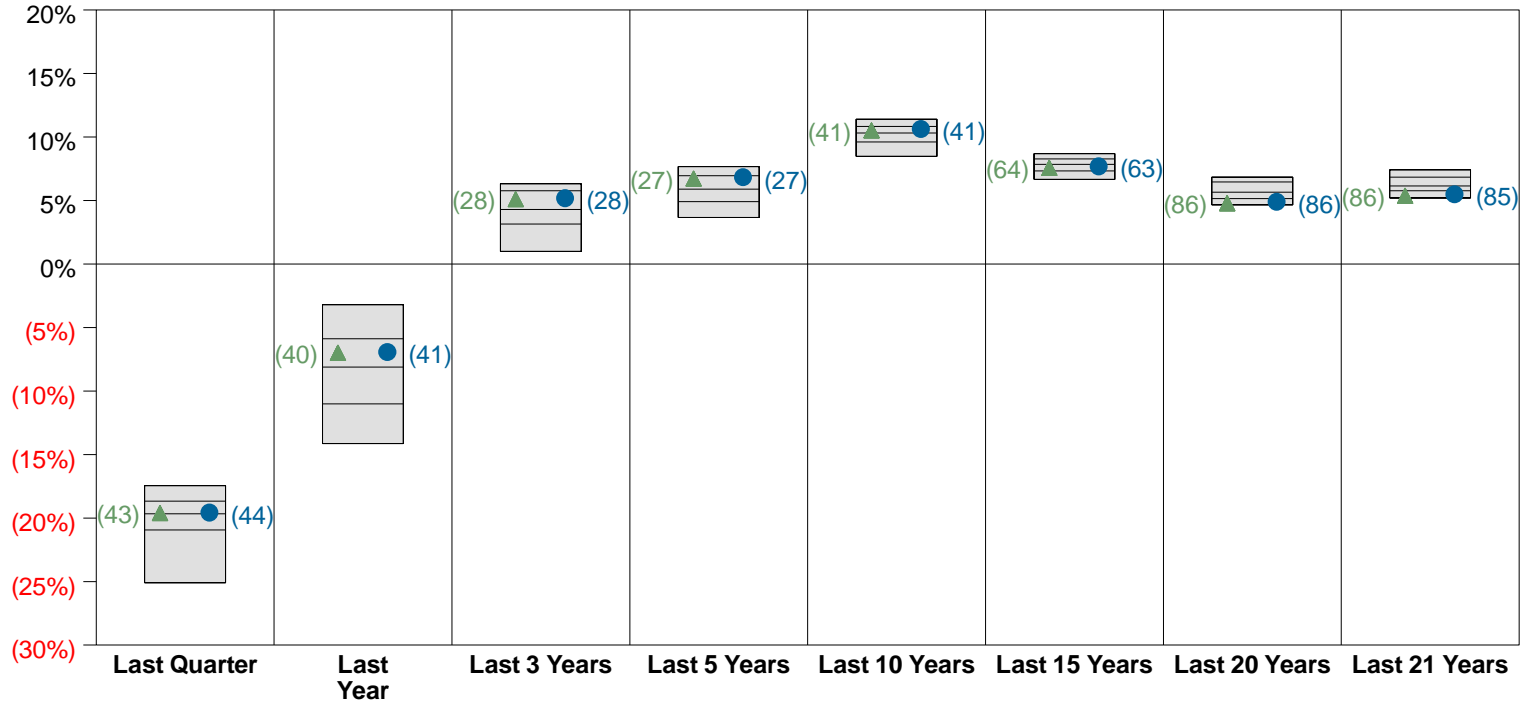 20%
15%
10%
5%
0%
(5%)
(10%)
(15%)
(20%)
(25%)
(30%)
(43) (44)
(40) (41)
(28) (28)
(27) (27)
(41) (41)
(64) (63)
(86) (86)
(86) (85)
Last Quarter
Last
Year
Last 3 Years
Last 5 Years
Last 10 Years
Last 15 Years
Last 20 Years
Last 21 Years